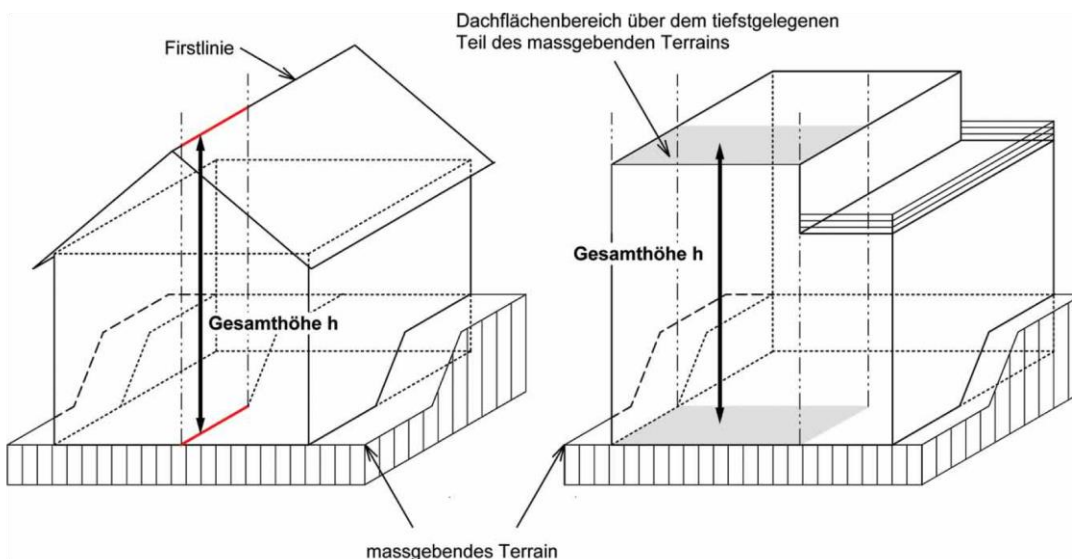 Dachflächenbereich über dem tiefstgelegenen
Teil des massgebenden Terrains
Firstlinie
Gesamthöhe h
Gesamthöhe h
massgebendes Terrain